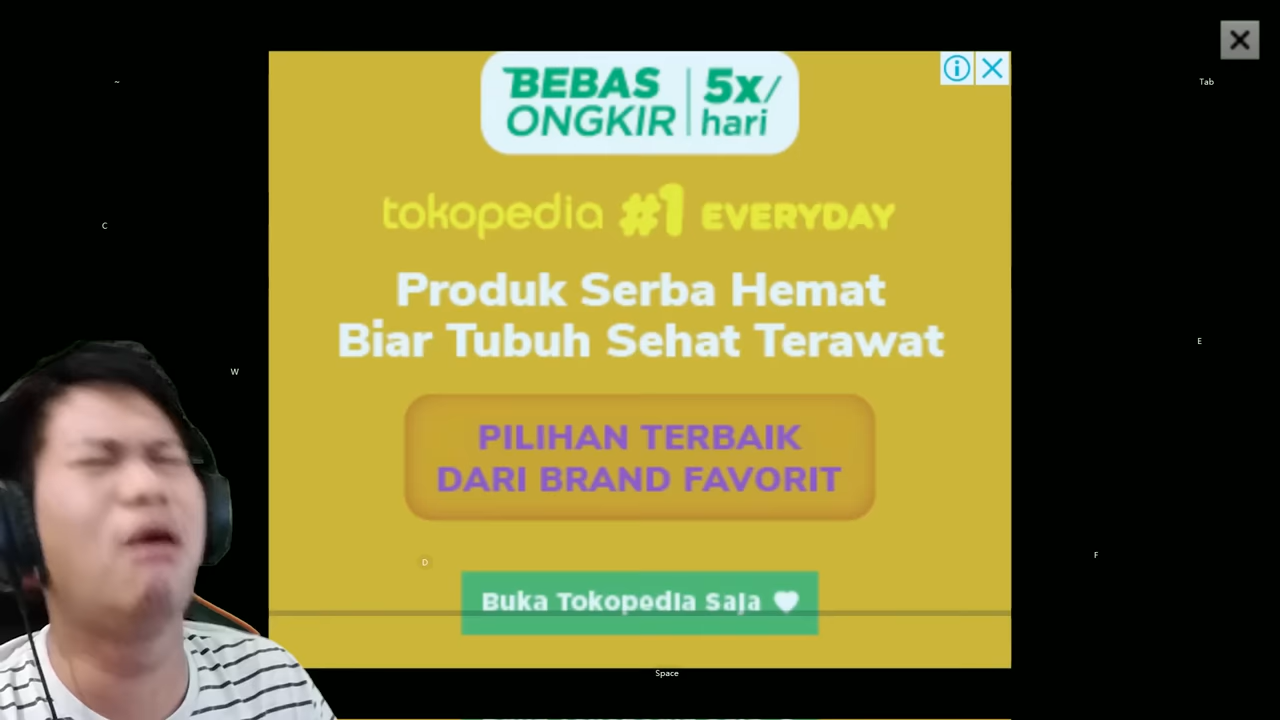 BEBAS
ONGKIR
5x/
hari
~
Tab
tokopedia #1 EVERYDAY
C
Produk Serba Hemat
Biar Tubuh Sehat Terawat
E
W
PILIHAN TERBAIK
DARI BRAND FAVORIT
F
D
Buka Tokopedia Saja
Space